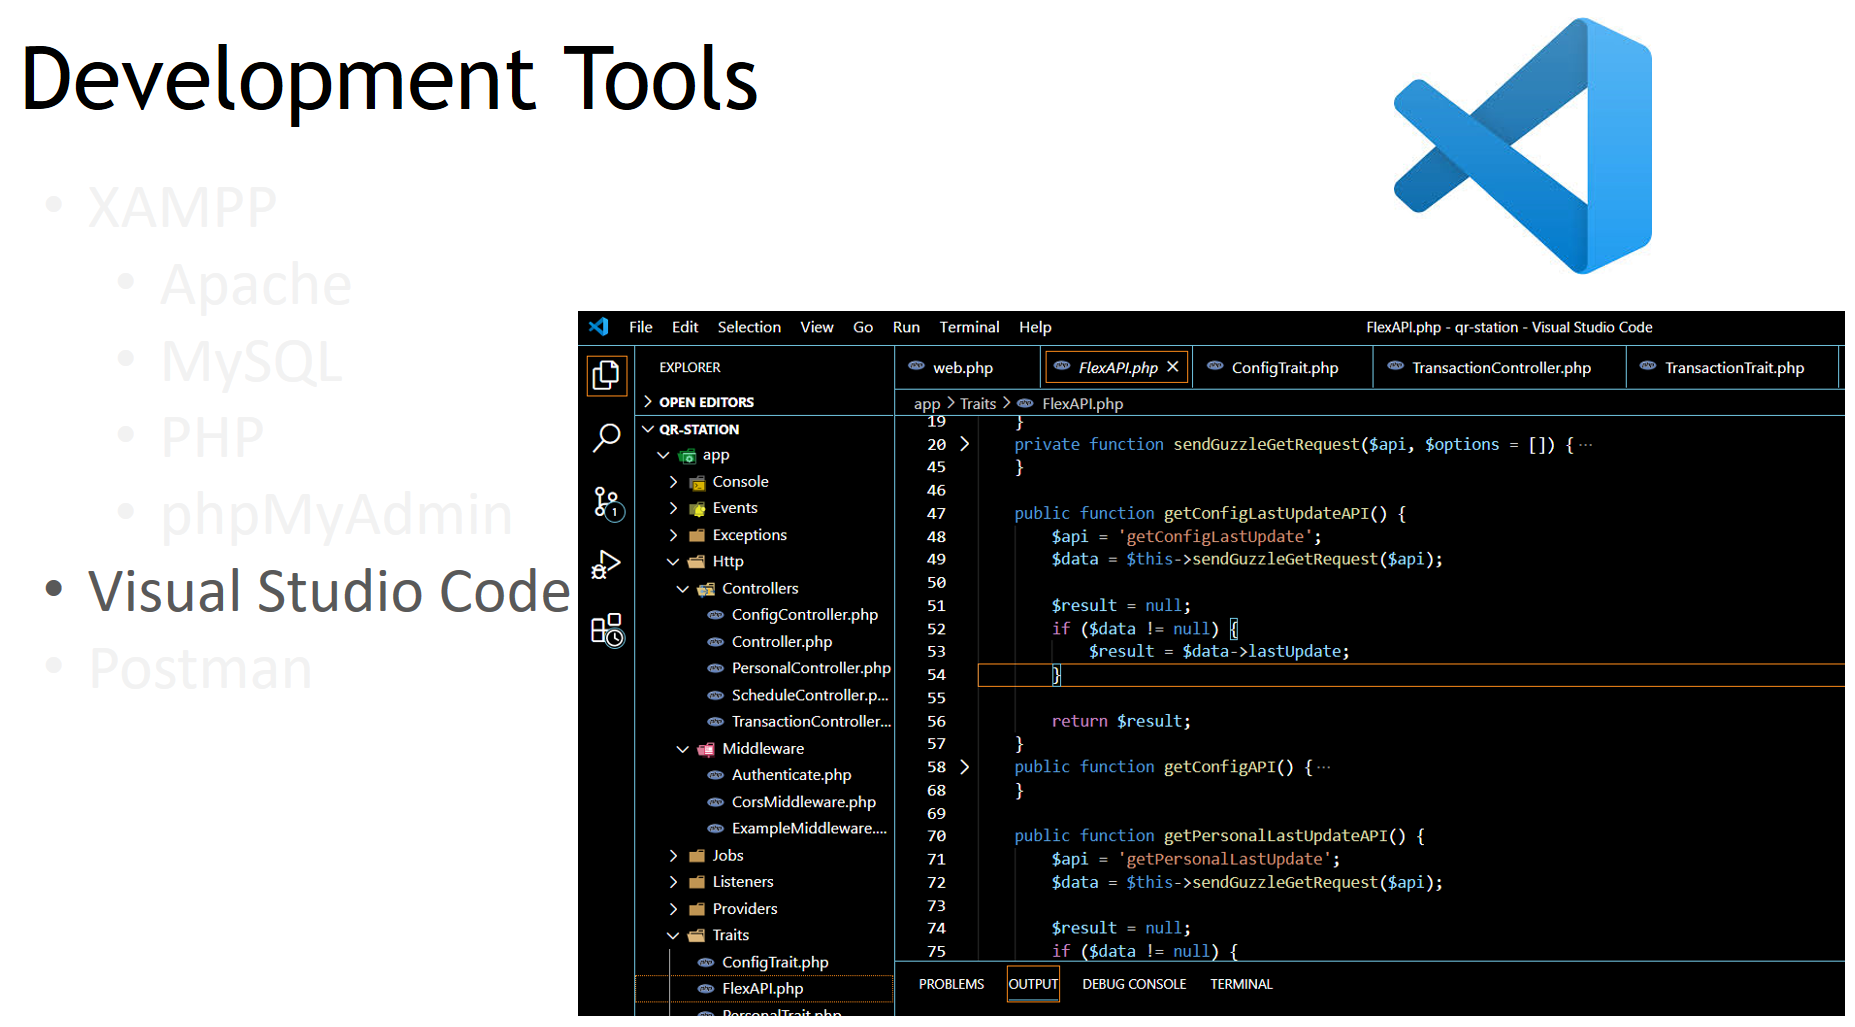 Development Tools
• XAMPP
• Apache
• MySQL
• PHP
• phpMyAdmin
• Visual Studio Code
• Postman
File Edit Selection View Go Run Terminal Help
FlexAPI.php - qr-station - Visual Studio Code
EXPLORER
OPEN EDITORS
QR-STATION
app
Console
Events
Exceptions
Http
Controllers
ConfigController.php
Controller.php
PersonalController.php
ScheduleController.p...
TransactionController...
Middleware
Authenticate.php
CorsMiddleware.php
ExampleMiddleware....
Jobs
Listeners
Providers
Traits
ConfigTrait.php
FlexAPI.php
PersonalTrait.php
1
web.php FlexAPI.php ConfigTrait.php TransactionController.php TransactionTrait.php
app > Traits > FlexAPI.php
19 }
20 private function sendGuzzleGetRequest($api, $options = []) {···
45 }
46
47 public function getConfigLastUpdateAPI() {
48 $api = 'getConfigLastUpdate';
49 $data = $this->sendGuzzleGetRequest($api);
50
51 $result = null;
52 if ($data != null) {
53 $result = $data->lastUpdate;
54 }
55
56 return $result;
57 }
58 public function getConfigAPI() {···
68 }
69
70 public function getPersonalLastUpdateAPI() {
71 $api = 'getPersonalLastUpdate';
72 $data = $this->sendGuzzleGetRequest($api);
73
74 $result = null;
75 if ($data != null) {
PROBLEMS OUTPUT DEBUG CONSOLE TERMINAL